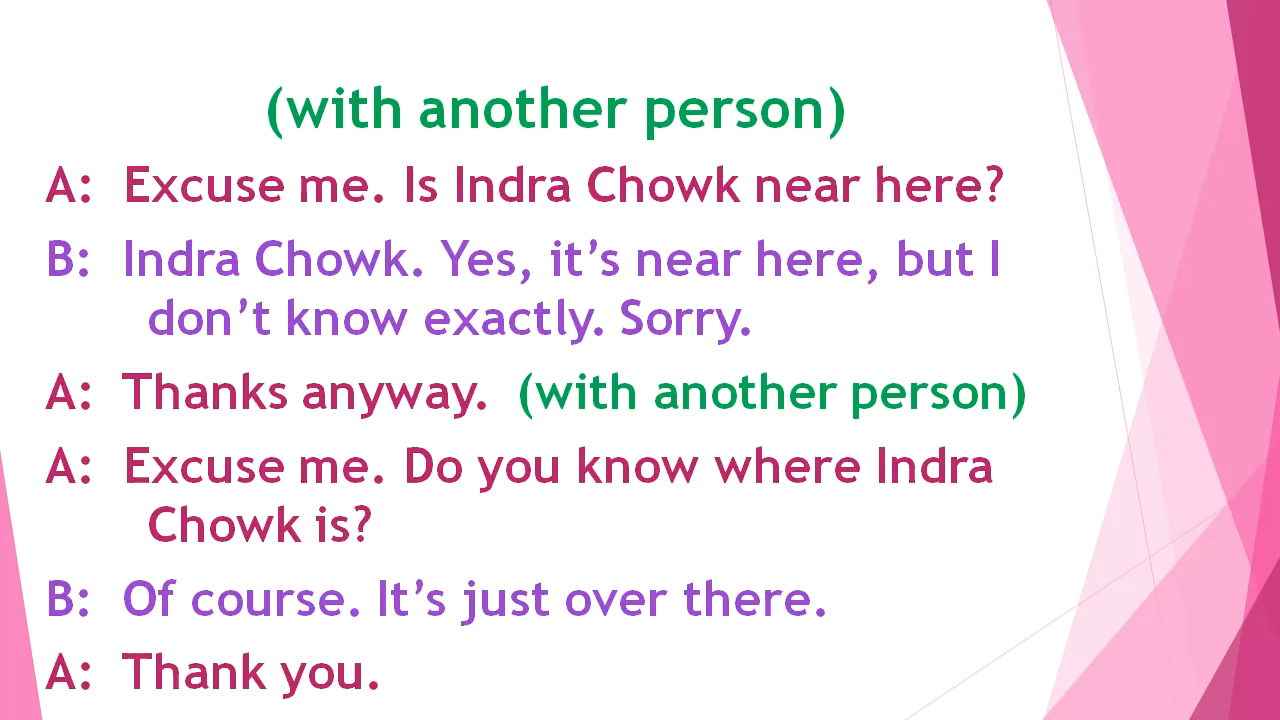 (with another person)
A: Excuse me. Is Indra Chowk near here?
B: Indra Chowk. Yes, it’s near here, but I
don’t know exactly. Sorry.
A: Thanks anyway. (with another person)
A: Excuse me. Do you know where Indra
Chowk is?
B: Of course. It’s just over there.
A: Thank you.